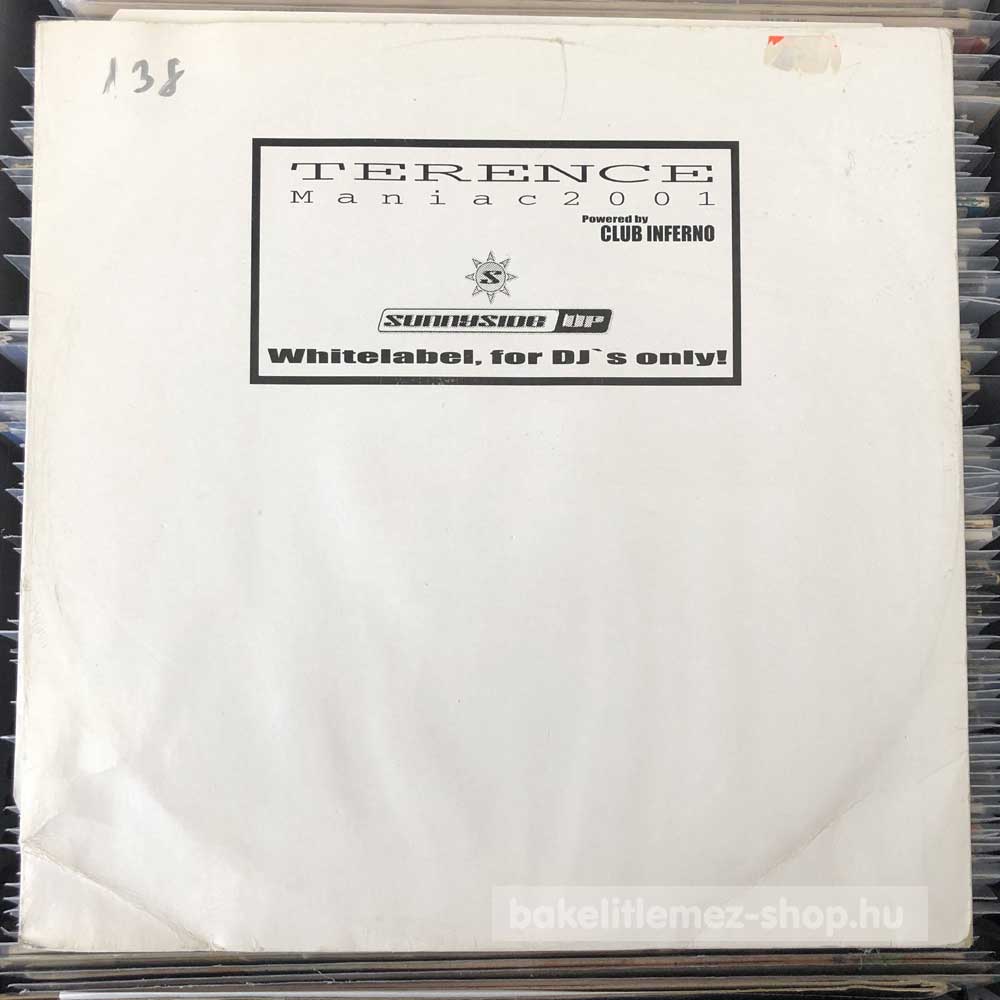 138
TERENCE
Maniac2001
Powered by
CLUB INFERNO
S
SUNNYSIDE UP
Whitelabel, for DJ`s only!
bakelitlemez-shop.hu